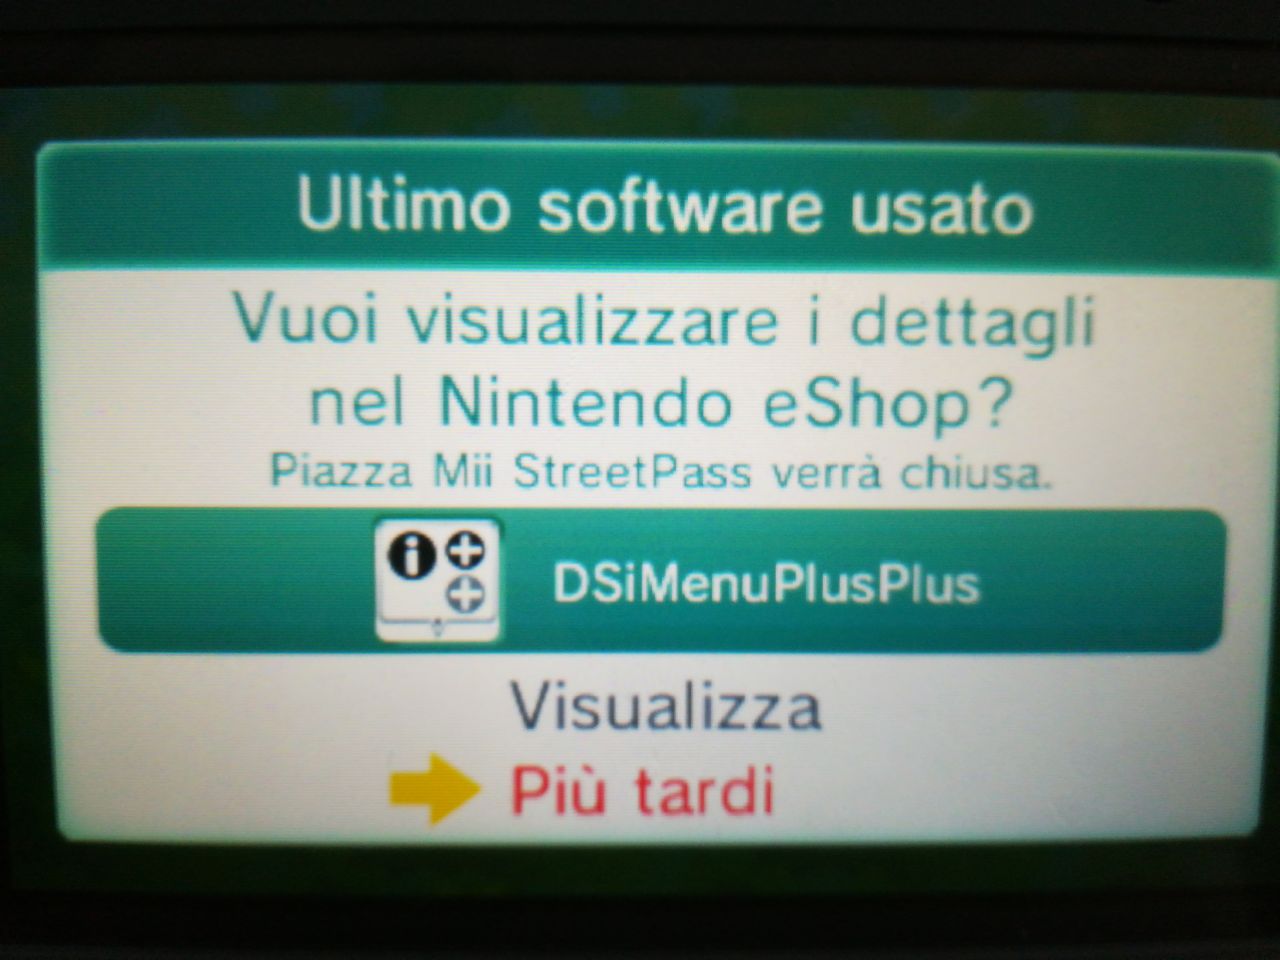 Ultimo software usato
Vuoi visualizzare i dettagli
nel Nintendo eShop?
Piazza Mii StreetPass verrà chiusa.
DSiMenuPlusPlus
Visualizza
Più tardi